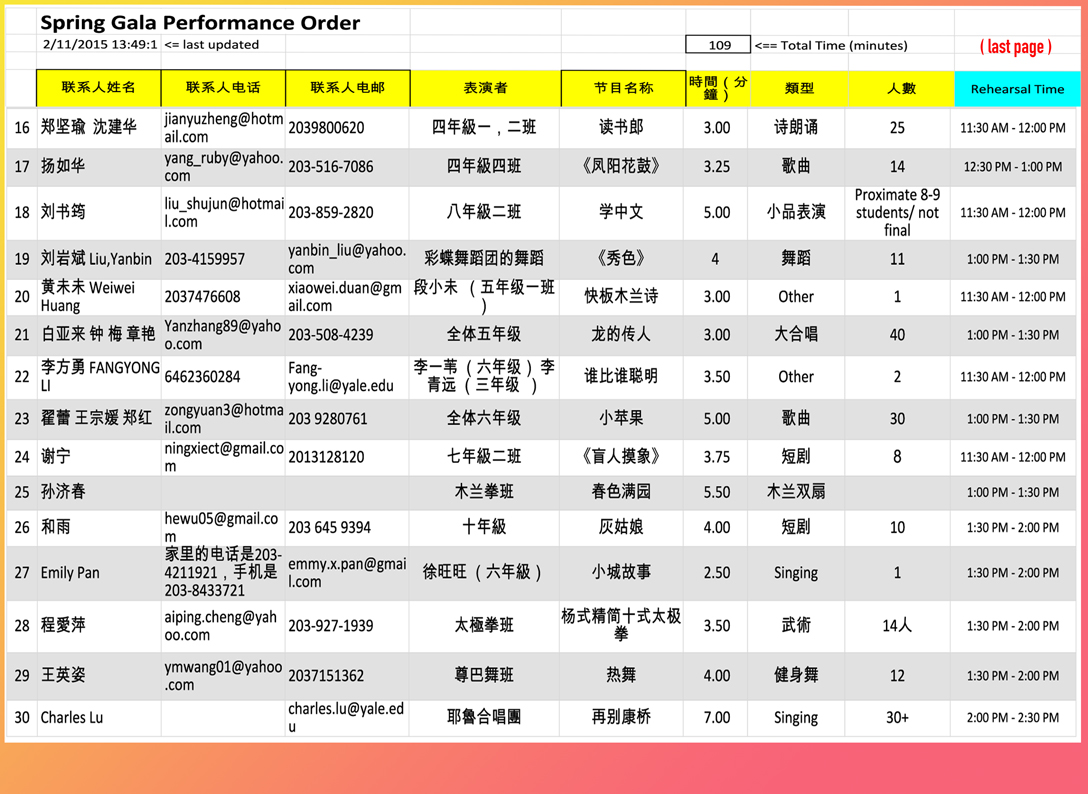 Spring Gala Performance Order
2/11/2015 13:49:1 <= last updated 109 <== Total Time (minutes) ( last page )
联系人姓名 联系人电话 联系人电邮 表演者 节目名称 時間（分鐘） 類型 人數 Rehearsal Time
16 郑坚瑜 沈建华 jianyuzheng@hotmail.com 2039800620 四年級一，二班 读书郎 3.00 诗朗诵 25 11:30 AM - 12:00 PM
17 扬如华 yang_ruby@yahoo.com 203-516-7086 四年級四班 《凤阳花鼓》 3.25 歌曲 14 12:30 PM - 1:00 PM
18 刘书筠 liu_shujun@hotmail.com 203-859-2820 八年級二班 学中文 5.00 小品表演 Proximate 8-9 students/ not final 11:30 AM - 12:00 PM
19 刘岩斌 Liu,Yanbin 203-4159957 yanbin_liu@yahoo.com 彩蝶舞蹈团的舞蹈 《秀色》 4 舞蹈 11 1:00 PM - 1:30 PM
20 黄未未 Weiwei Huang 2037476608 xiaowei.duan@gmail.com 段小未 （五年级一班） 快板木兰诗 3.00 Other 1 11:30 AM - 12:00 PM
21 白亚来 钟 梅 章艳 Yanzhang89@yahoo.com 203-508-4239 全体五年级 龙的传人 3.00 大合唱 40 1:00 PM - 1:30 PM
22 李方勇 FANGYONG LI 6462360284 Fang-yong.li@yale.edu 李一苇 （六年级） 李青远 （三年级 ） 谁比谁聪明 3.50 Other 2 11:30 AM - 12:00 PM
23 翟蕾 王宗媛 郑红 zongyuan3@hotmail.com 203 9280761 全体六年级 小苹果 5.00 歌曲 30 1:00 PM - 1:30 PM
24 谢宁 ningxiect@gmail.com 2013128120 七年級二班 《盲人摸象》 3.75 短剧 8 11:30 AM - 12:00 PM
25 孙济春 木兰拳班 春色满园 5.50 木兰双扇 1:00 PM - 1:30 PM
26 和雨 hewu05@gmail.com 203 645 9394 十年級 灰姑娘 4.00 短剧 10 1:30 PM - 2:00 PM
27 Emily Pan 家里的电话是203-4211921，手机是203-8433721 emmy.x.pan@gmail.com 徐旺旺 （六年級） 小城故事 2.50 Singing 1 1:30 PM - 2:00 PM
28 程愛萍 aiping.cheng@yahoo.com 203-927-1939 太極拳班 杨式精简十式太极拳 3.50 武術 14人 1:30 PM - 2:00 PM
29 王英姿 ymwang01@yahoo.com 2037151362 尊巴舞班 热舞 4.00 健身舞 12 1:30 PM - 2:00 PM
30 Charles Lu charles.lu@yale.edu 耶魯合唱團 再别康桥 7.00 Singing 30+ 2:00 PM - 2:30 PM